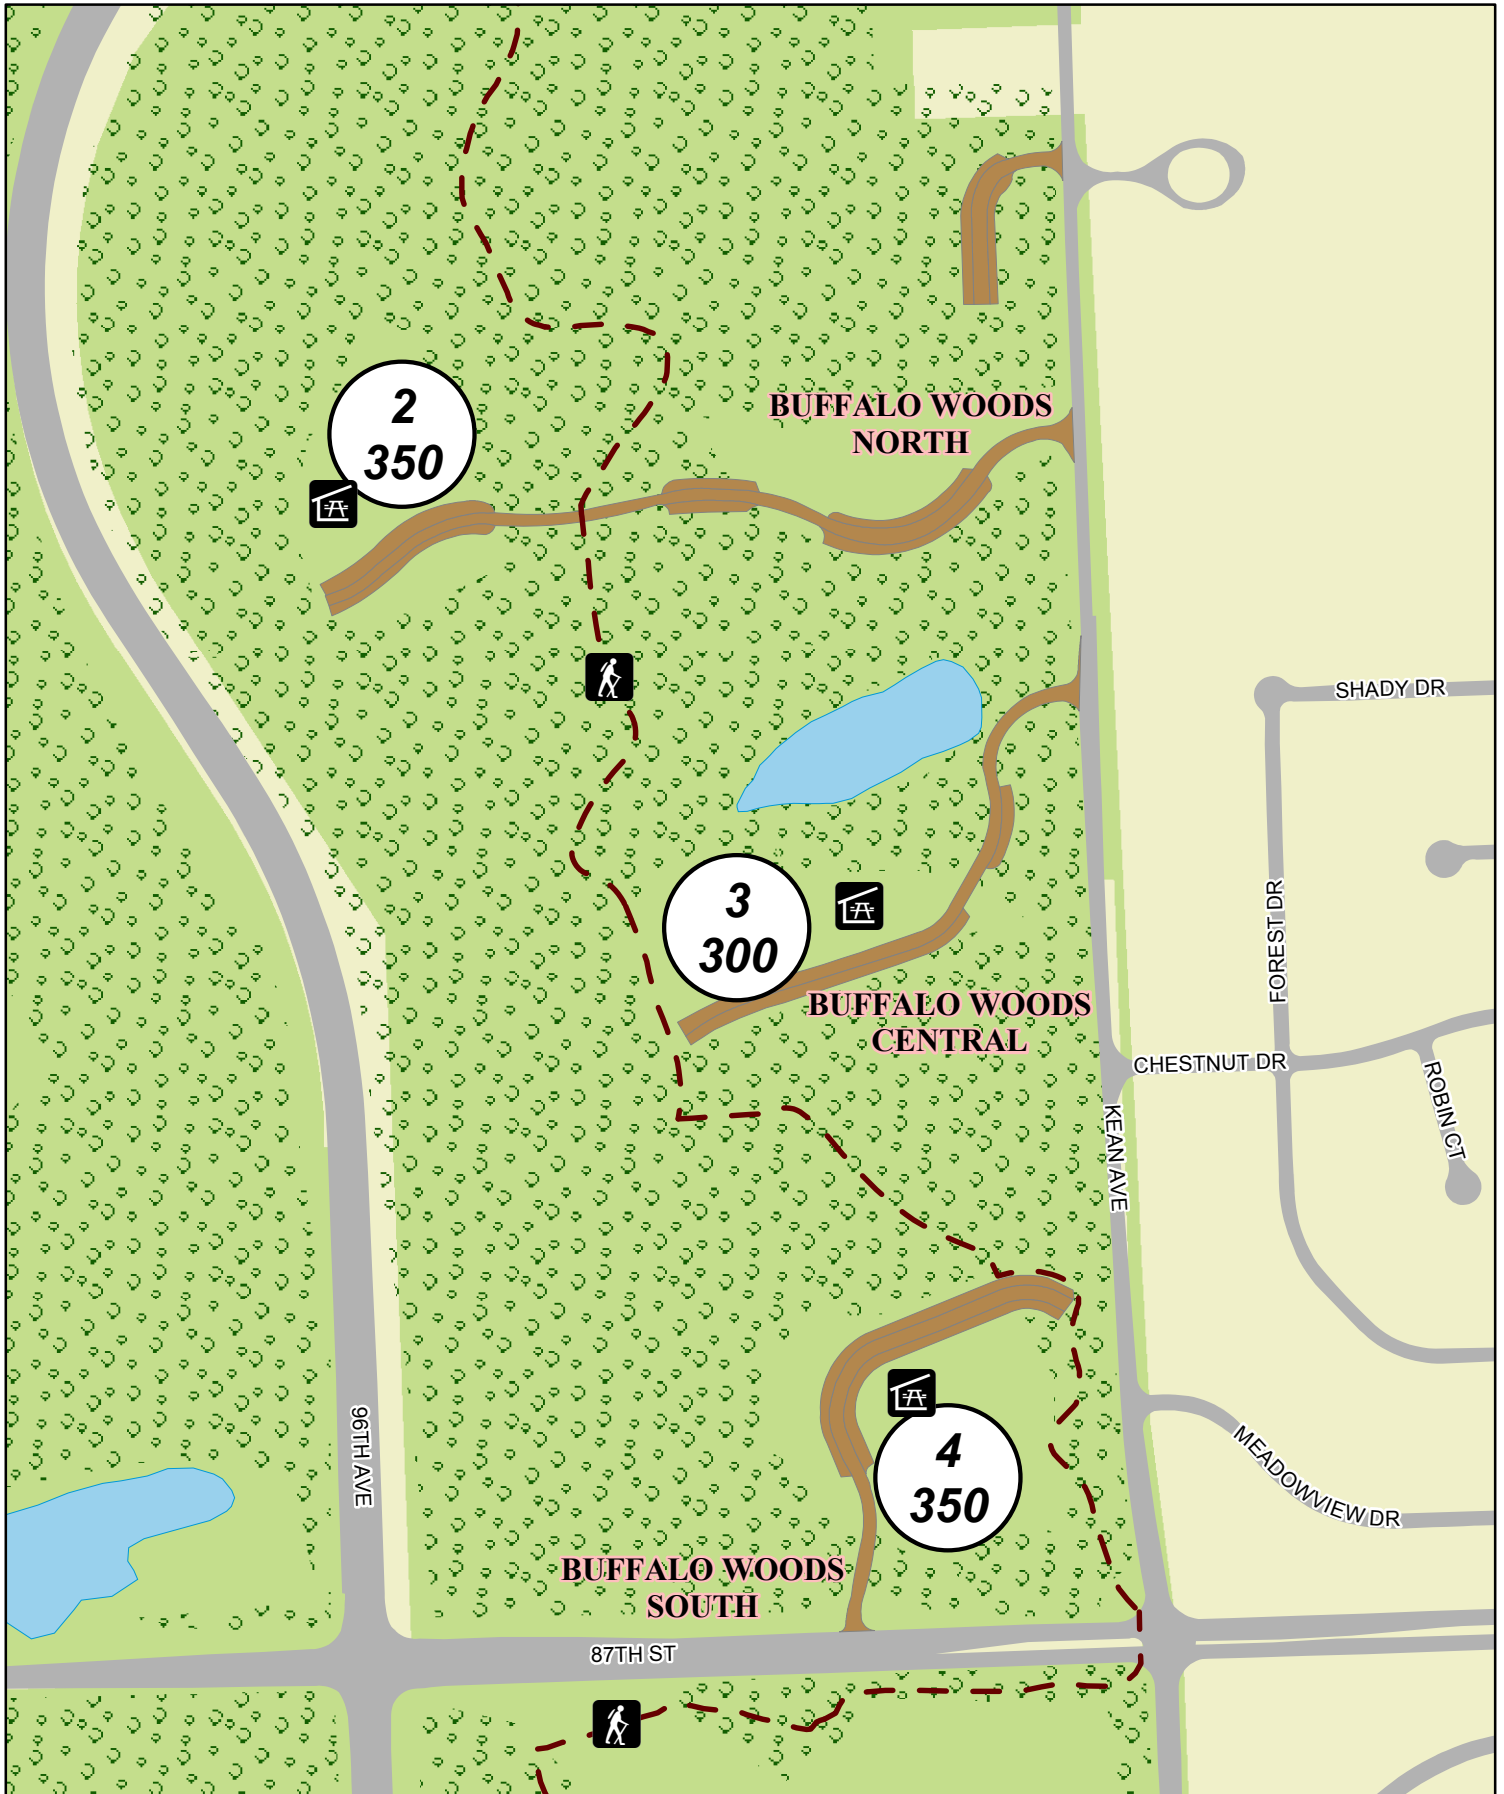 2
350
BUFFALO WOODS
NORTH
SHADY DR
3
300
FOREST DR
BUFFALO WOODS
CENTRAL
CHESTNUT DR
ROBIN CT
KEAN AVE
96TH AVE
4
350
MEADOWVIEW DR
BUFFALO WOODS
SOUTH
87TH ST